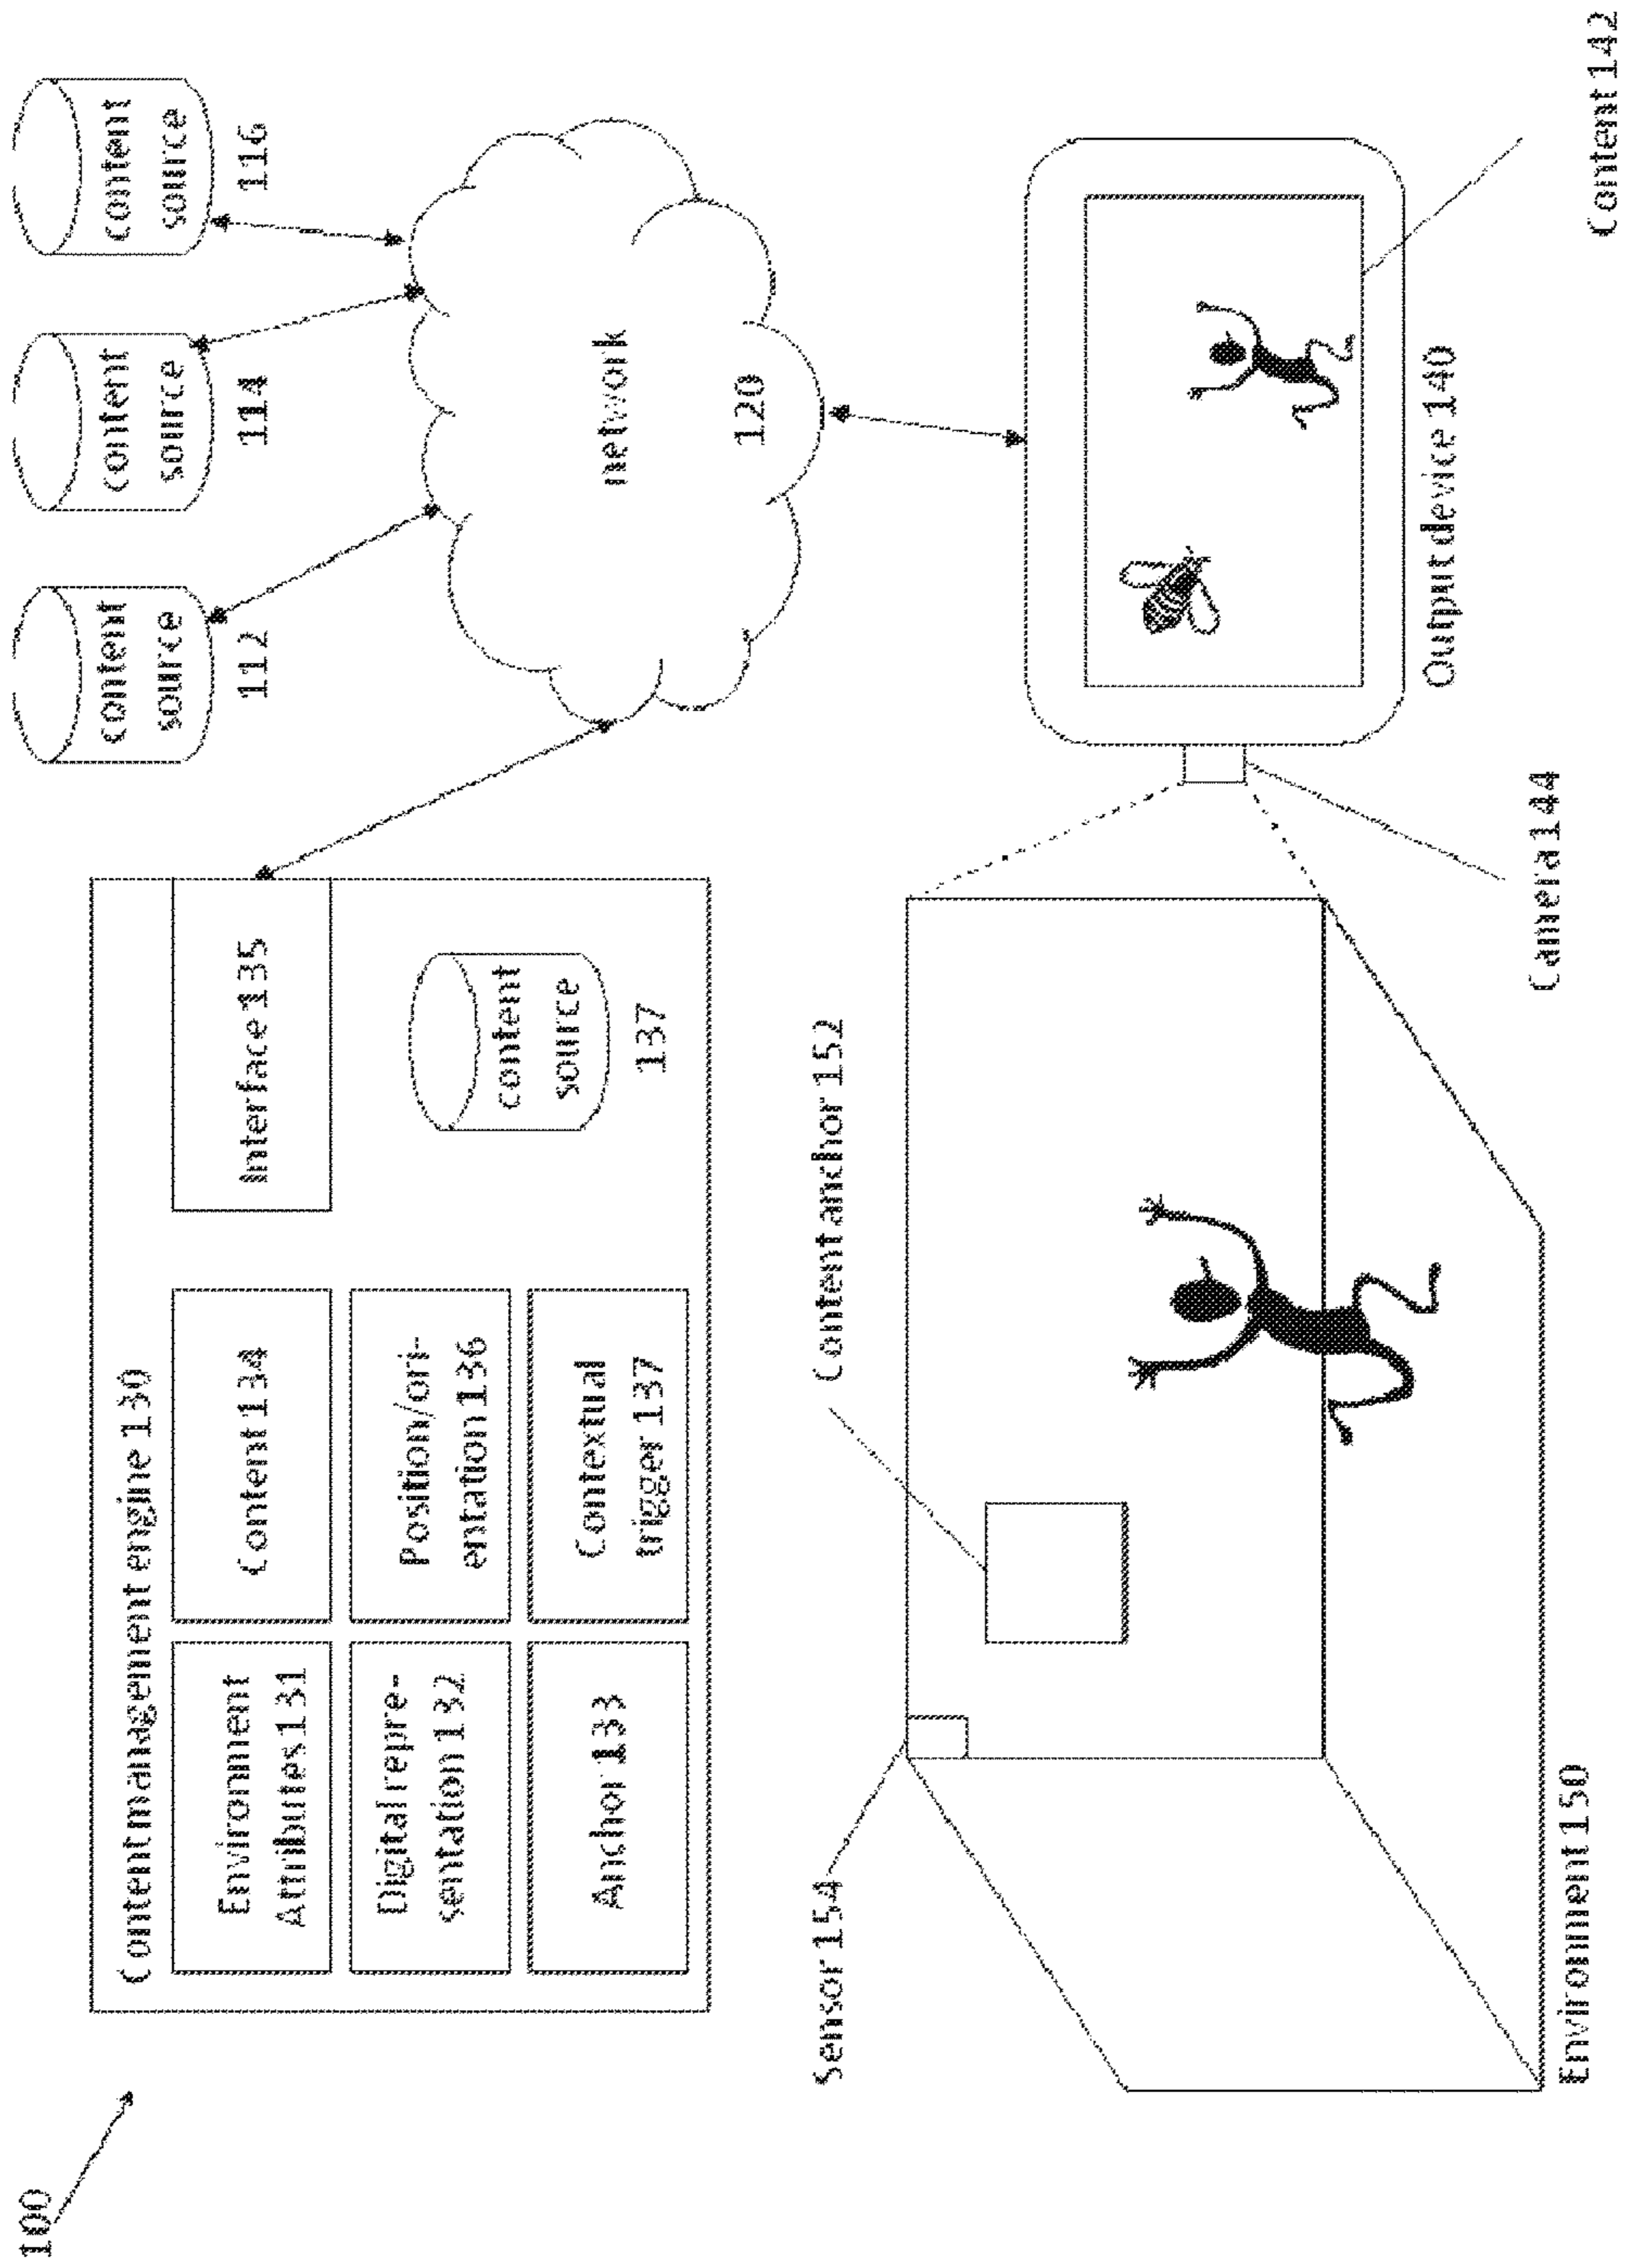 100
Content management engine 130
Environment
Attributes 131
Content 134
Interface 135
Digital repre-
sentation 132
Position/ori-
entation 136
Anchor 133
Contextual
trigger 137
content
source
137
content
source
112
content
source
114
content
source
116
network
120
Sensor 154
Content anchor 152
Environment 150
Camera 144
Output device 140
Content 142